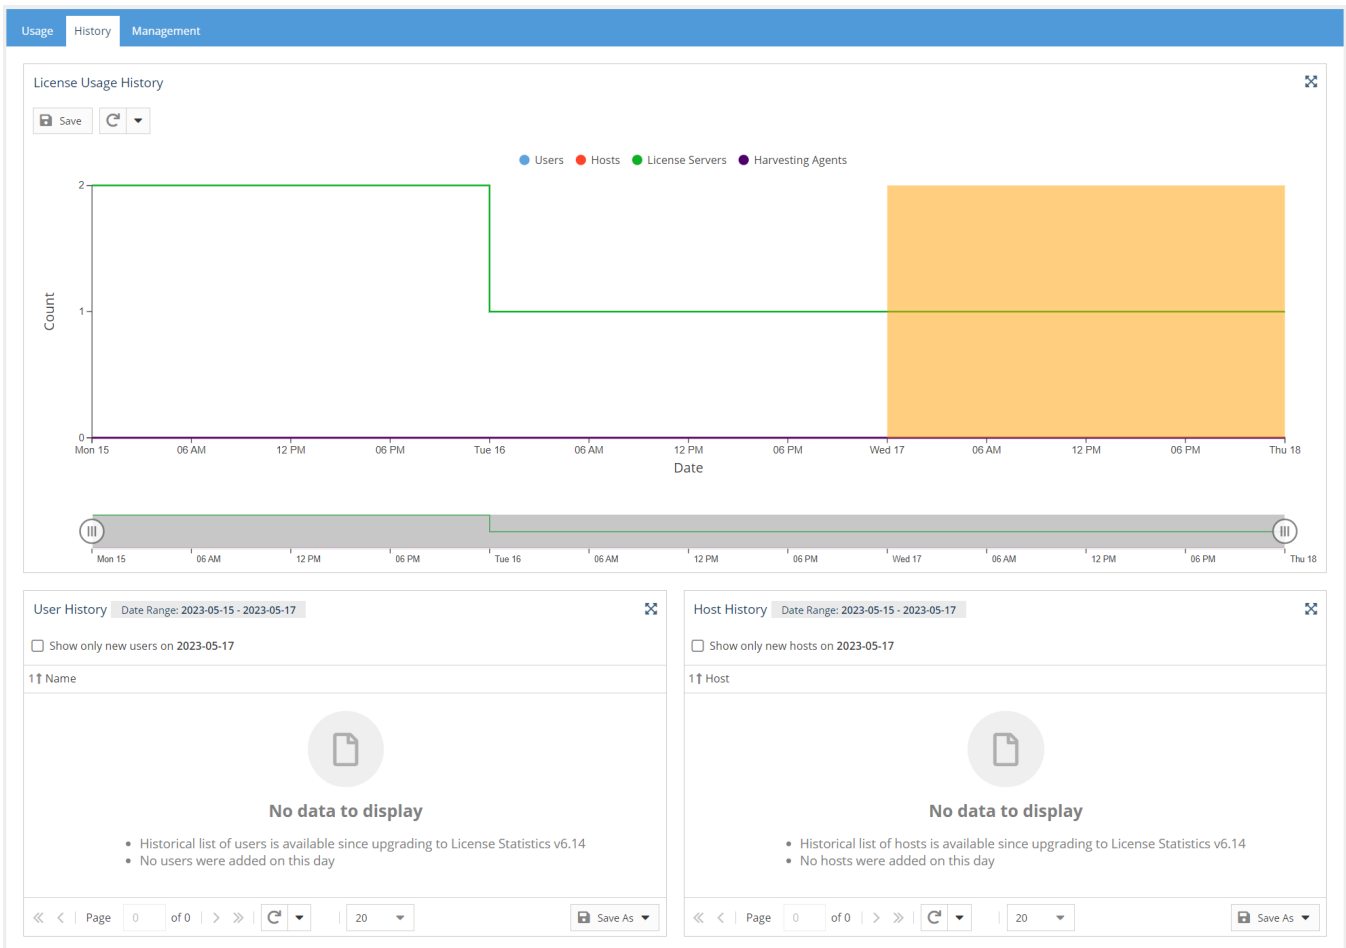 Usage History Management
License Usage History
Save
Users Hosts License Servers Harvesting Agents
2
1
0
Count
Mon 15 06 AM 12 PM 06 PM Tue 16 06 AM 12 PM 06 PM Wed 17 06 AM 12 PM 06 PM Thu 18
Date
Mon 15 06 AM 12 PM 06 PM Tue 16 06 AM 12 PM 06 PM Wed 17 06 AM 12 PM 06 PM Thu 18
User History Date Range: 2023-05-15 - 2023-05-17
Show only new users on 2023-05-17
1 Name
No data to display
Historical list of users is available since upgrading to License Statistics v6.14
No users were added on this day
Page 0 of 0 20 Save As
Host History Date Range: 2023-05-15 - 2023-05-17
Show only new hosts on 2023-05-17
1 Host
No data to display
Historical list of hosts is available since upgrading to License Statistics v6.14
No hosts were added on this day
Page 0 of 0 20 Save As